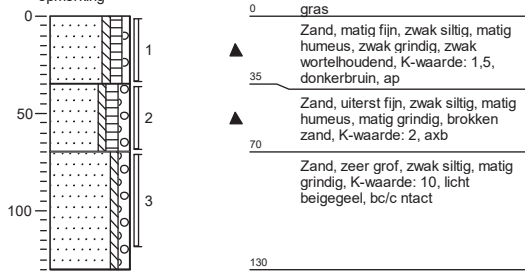 opmerking
0
50
100
1
2
3
0
gras
Zand, matig fijn, zwak siltig, matig
humeus, zwak grindig, zwak
wortelhoudend, K-waarde: 1,5,
donkerbruin, ap
35
Zand, uiterst fijn, zwak siltig, matig
humeus, matig grindig, brokken
zand, K-waarde: 2, axb
70
Zand, zeer grof, zwak siltig, matig
grindig, K-waarde: 10, licht
beigegeel, bc/c ntact
130